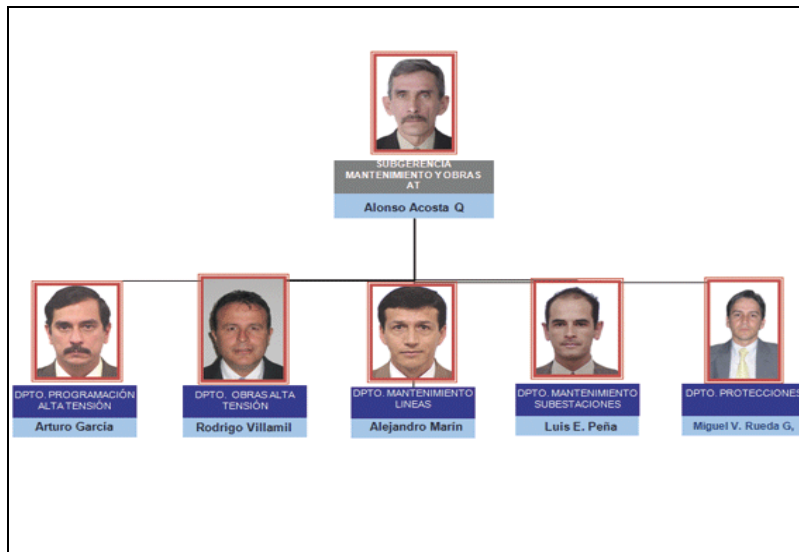 SUBGERENCIA
MANTENIMIENTO Y OBRAS
AT
Alonso Acosta Q
DPTO. PROGRAMACIÓN
ALTA TENSIÓN
Arturo García
DPTO. OBRAS ALTA
TENSIÓN
Rodrigo Villamil
DPTO. MANTENIMIENTO
LINEAS
Alejandro Marín
DPTO. MANTENIMIENTO
SUBESTACIONES
Luis E. Peña
DPTO. PROTECCIONES
Miguel V. Rueda G,